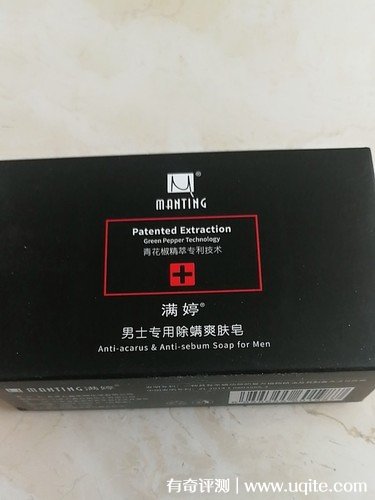 MANTING®
Patented Extraction
Green Pepper Technology
青花椒精萃专利技术
满婷®
男士专用除螨爽肤皂
Anti-acarus & Anti-sebum Soap for Men
MANTING满婷
有奇评测 | www.uqite.com